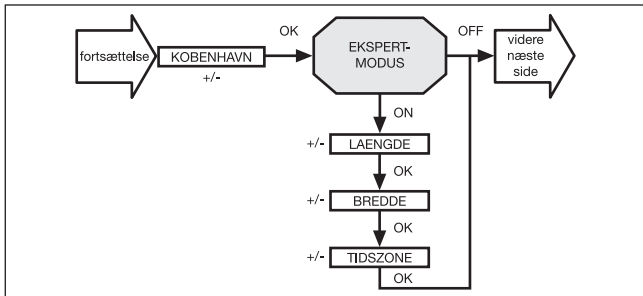 fortsættelse
KOBENHAVN
+/-
OK
EKSPERT-
MODUS
OFF
videre
næste
side
ON
+/- LAENGDE
OK
+/- BREDDE
OK
+/- TIDSZONE
OK